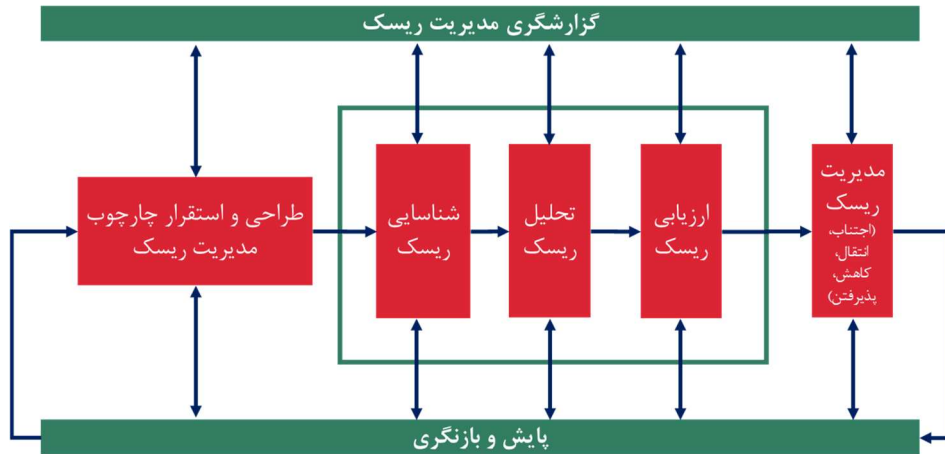 گزارشگری مدیریت ریسک
طراحی و استقرار چارچوب
مدیریت ریسک
شناسایی
ریسک
تحلیل
ریسک
ارزیابی
ریسک
مدیریت
ریسک
(اجتناب،
انتقال،
کاهش،
پذیرفتن)
پایش و بازنگری